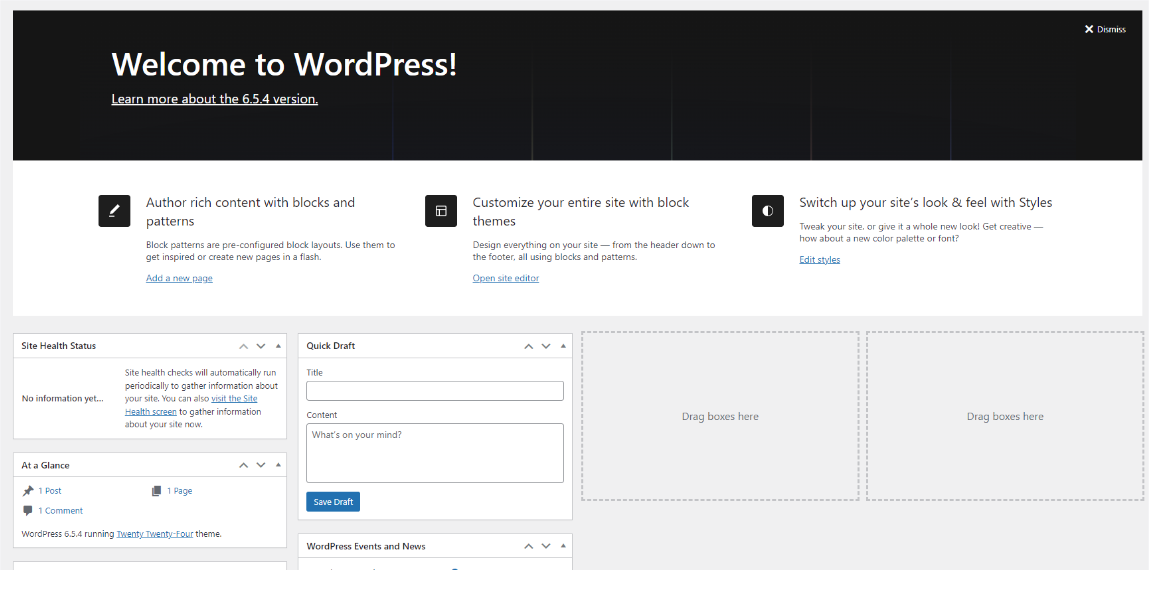 Dismiss
Welcome to WordPress!
Learn more about the 6.5.4 version.
Author rich content with blocks and
patterns
Block patterns are pre-configured block layouts. Use them to
get inspired or create new pages in a flash.
Add a new page
Customize your entire site with block
themes
Design everything on your site — from the header down to
the footer, all using blocks and patterns.
Open site editor
Switch up your site’s look & feel with Styles
Tweak your site, or give it a whole new look! Get creative —
how about a new color palette or font?
Edit styles
Site Health Status
No information yet…
Site health checks will automatically run
periodically to gather information about
your site. You can also visit the Site
Health screen to gather information
about your site now.
At a Glance
1 Post
1 Page
1 Comment
WordPress 6.5.4 running Twenty Twenty-Four theme.
Quick Draft
Title
Content
What’s on your mind?
Save Draft
WordPress Events and News
Drag boxes here
Drag boxes here